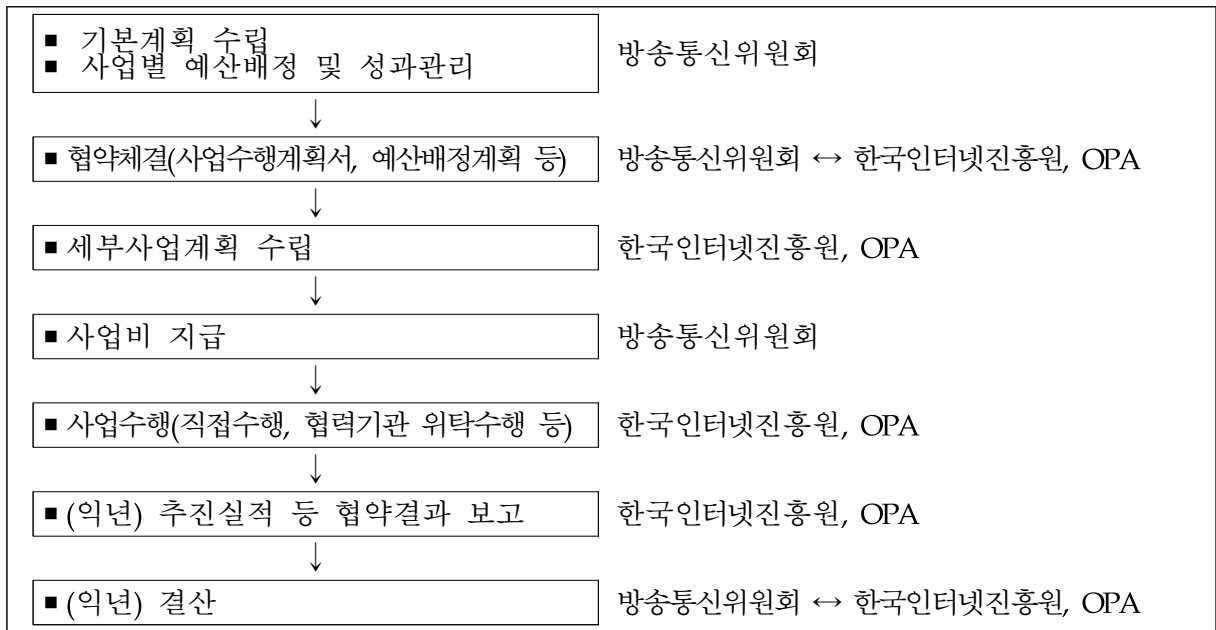 ▪ 기본계획 수립
▪ 사업별 예산배정 및 성과관리
방송통신위원회
↓
▪ 협약체결(사업수행계획서, 예산배정계획 등)
방송통신위원회 ↔ 한국인터넷진흥원, OPA
↓
▪ 세부사업계획 수립
한국인터넷진흥원, OPA
↓
▪ 사업비 지급
방송통신위원회
↓
▪ 사업수행(직접수행, 협력기관 위탁수행 등)
한국인터넷진흥원, OPA
↓
▪ (익년) 추진실적 등 협약결과 보고
한국인터넷진흥원, OPA
↓
▪ (익년) 결산
방송통신위원회 ↔ 한국인터넷진흥원, OPA